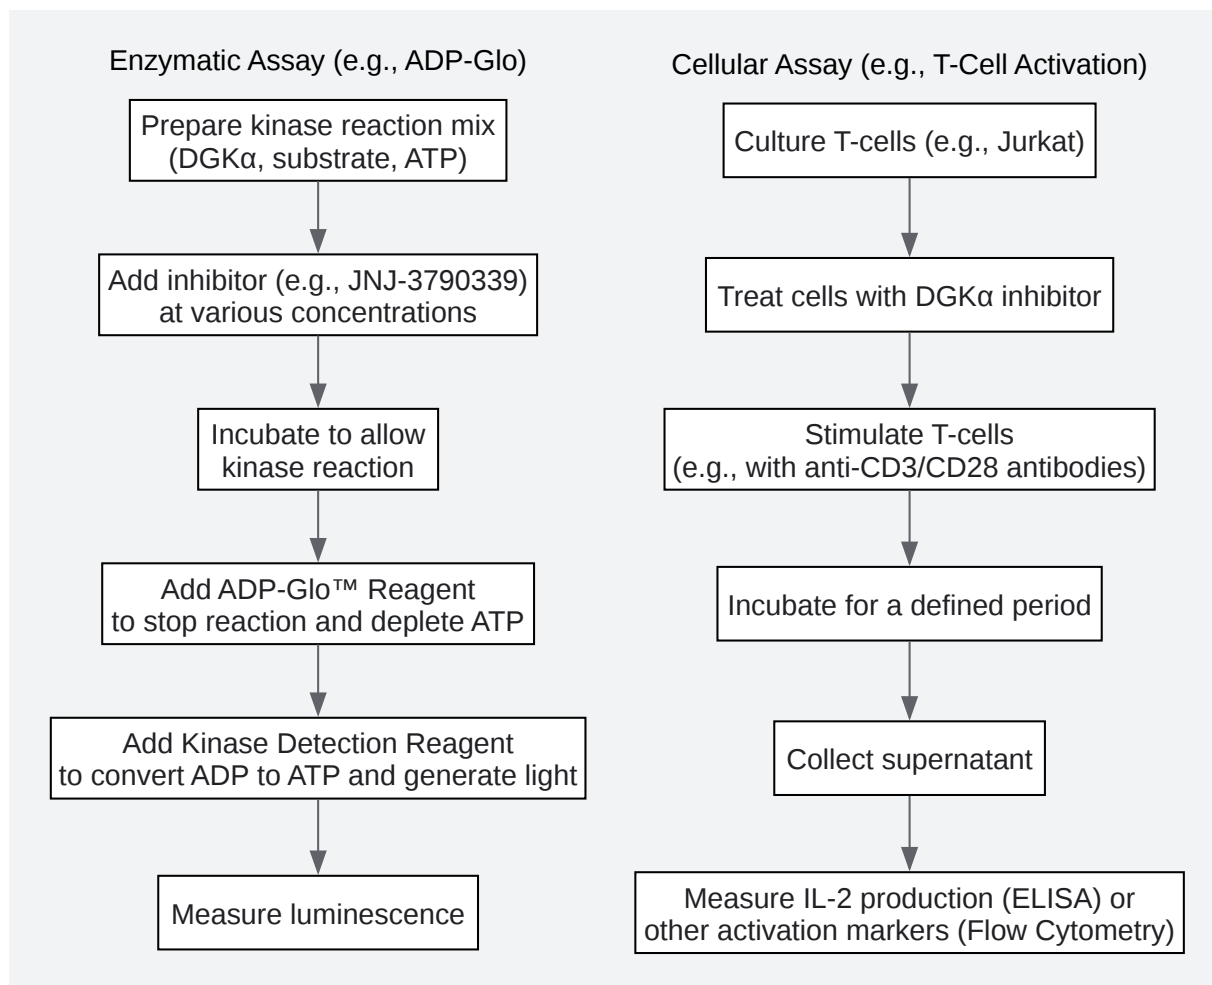 Enzymatic Assay (e.g., ADP-Glo)
Prepare kinase reaction mix
(DGKα, substrate, ATP)
Add inhibitor (e.g., JNJ-3790339)
at various concentrations
Incubate to allow
kinase reaction
Add ADP-Glo™ Reagent
to stop reaction and deplete ATP
Add Kinase Detection Reagent
to convert ADP to ATP and generate light
Measure luminescence
Cellular Assay (e.g., T-Cell Activation)
Culture T-cells (e.g., Jurkat)
Treat cells with DGKα inhibitor
Stimulate T-cells
(e.g., with anti-CD3/CD28 antibodies)
Incubate for a defined period
Collect supernatant
Measure IL-2 production (ELISA) or
other activation markers (Flow Cytometry)